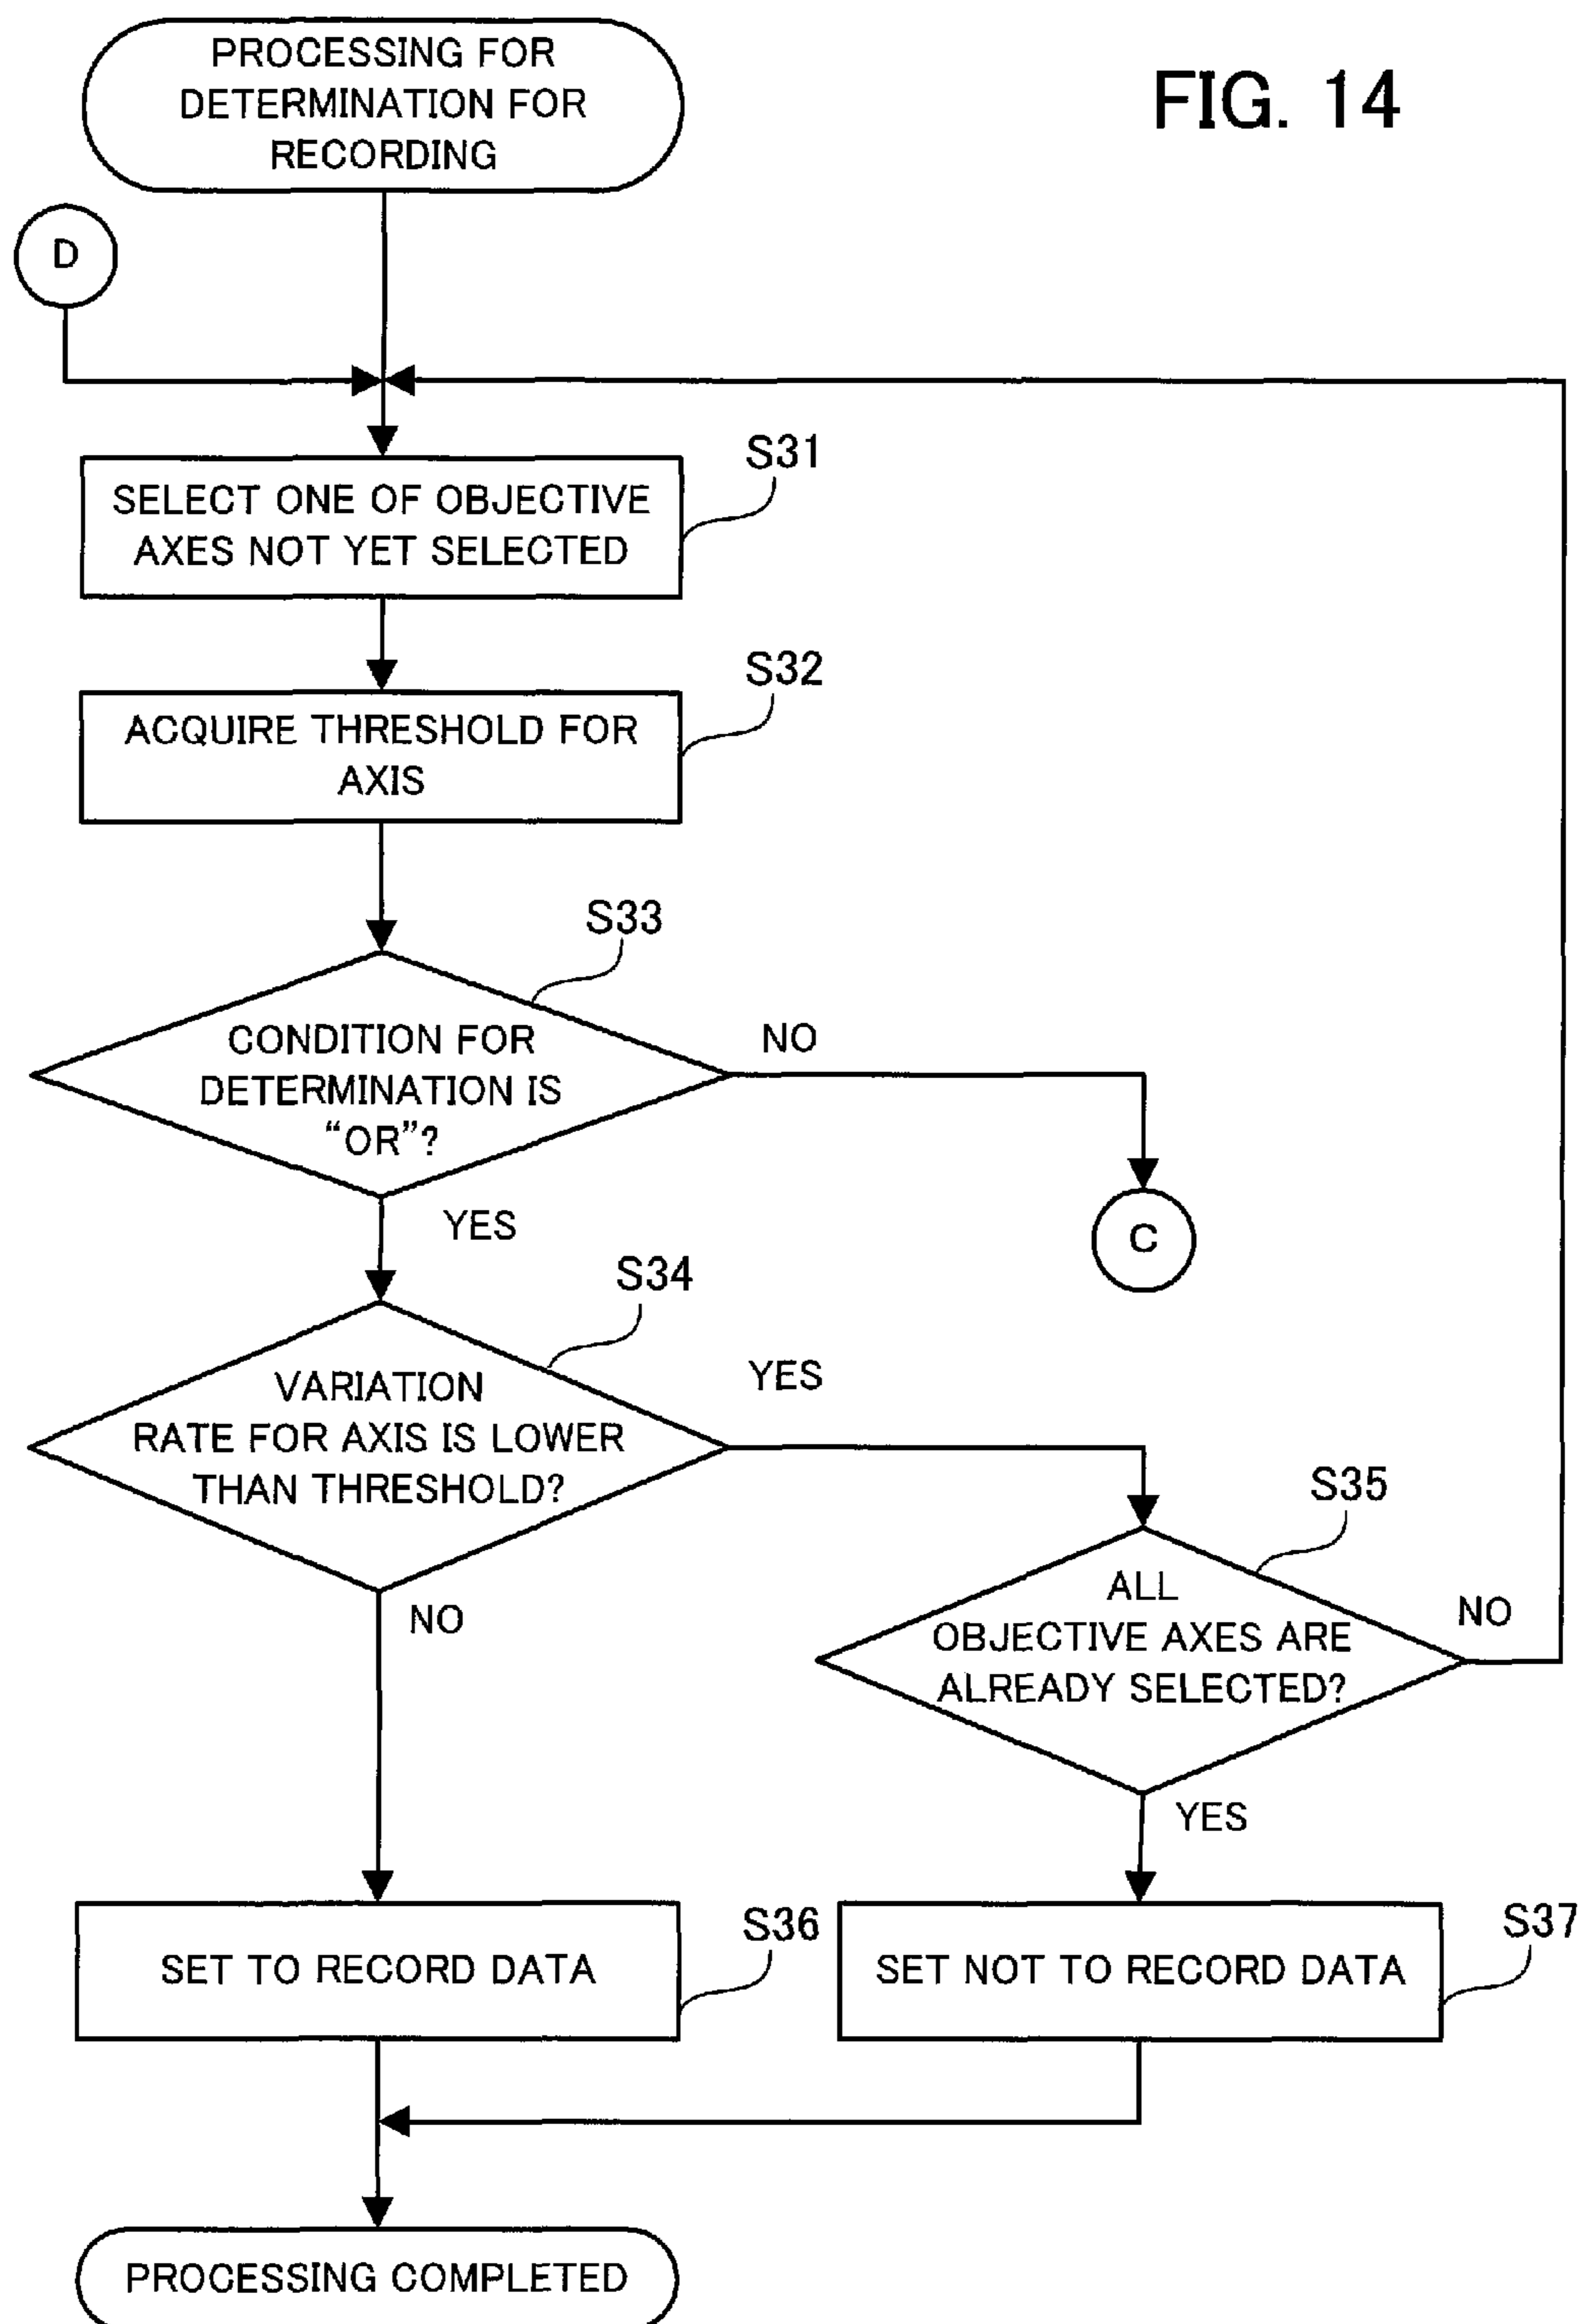 PROCESSING FOR
DETERMINATION FOR
RECORDING
FIG. 14
D
S31
SELECT ONE OF OBJECTIVE
AXES NOT YET SELECTED
S32
ACQUIRE THRESHOLD FOR
AXIS
S33
CONDITION FOR
DETERMINATION IS
“OR”?
NO
C
YES
S34
VARIATION
RATE FOR AXIS IS LOWER
THAN THRESHOLD?
YES
NO
S35
ALL
OBJECTIVE AXES ARE
ALREADY SELECTED?
NO
YES
S36
SET TO RECORD DATA
S37
SET NOT TO RECORD DATA
PROCESSING COMPLETED